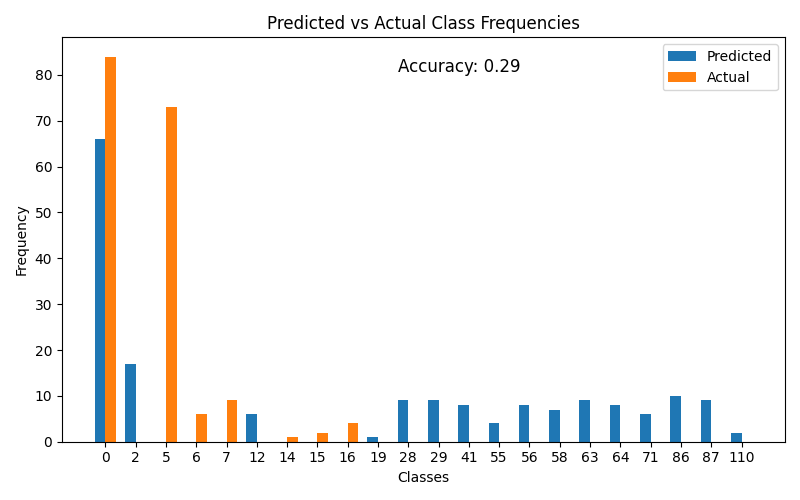 Predicted vs Actual Class Frequencies
Accuracy: 0.29
Predicted
Actual
Frequency
80
70
60
50
40
30
20
10
0
0 2 5 6 7 12 14 15 16 19 28 29 41 55 56 58 63 64 71 86 87 110
Classes